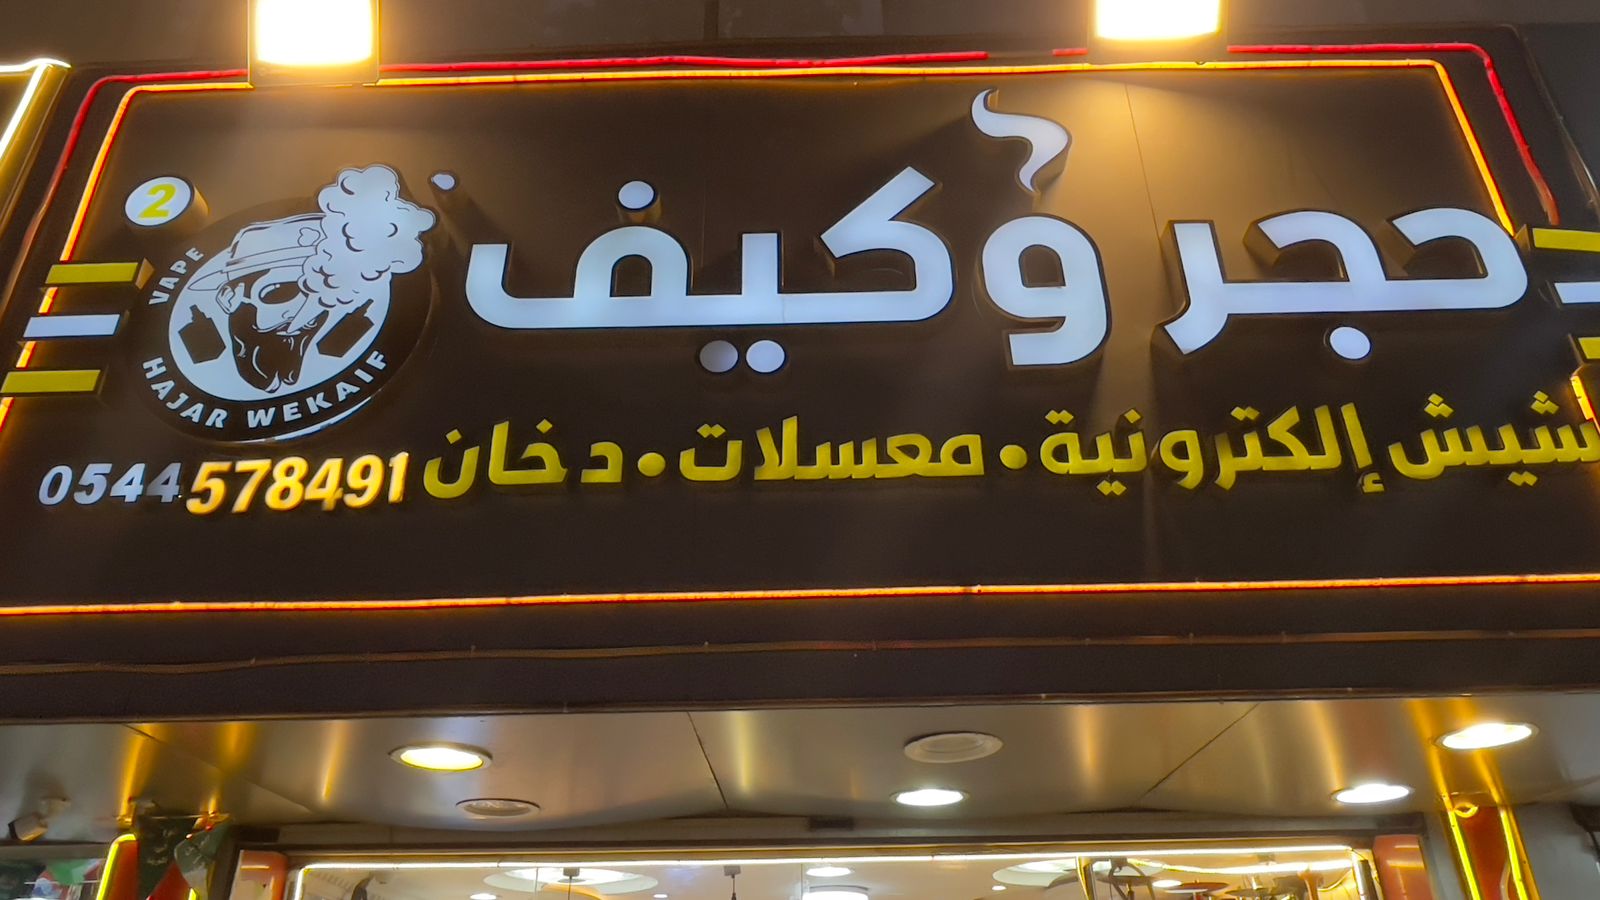 حجر وكيف
2
VAPE
HAJAR WEKAIF
شيش إلكترونية • معسلات • دخان
0544578491